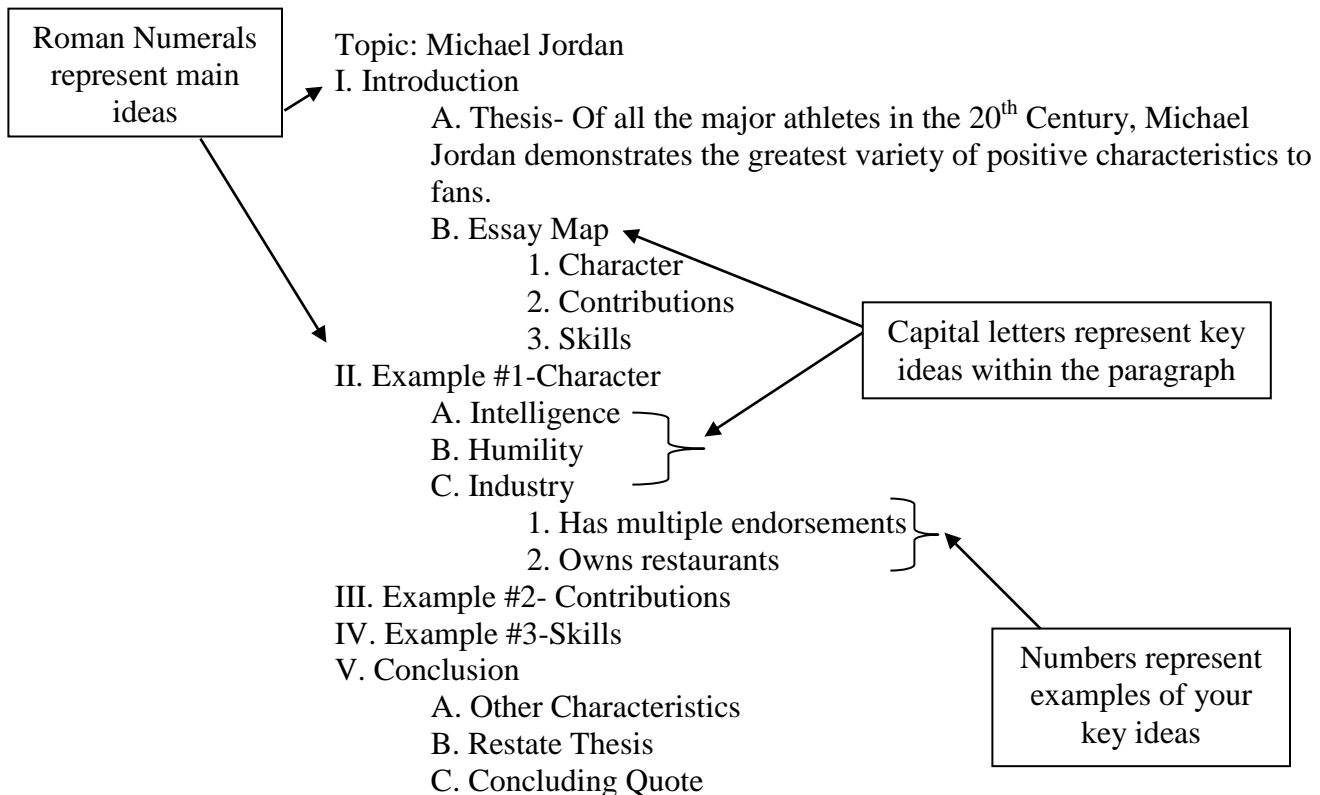 Roman Numerals
represent main
ideas
Topic: Michael Jordan
I. Introduction
A. Thesis- Of all the major athletes in the 20th Century, Michael
Jordan demonstrates the greatest variety of positive characteristics to
fans.
B. Essay Map
1. Character
2. Contributions
3. Skills
Capital letters represent key
ideas within the paragraph
II. Example #1-Character
A. Intelligence
B. Humility
C. Industry
1. Has multiple endorsements
2. Owns restaurants
III. Example #2- Contributions
IV. Example #3-Skills
V. Conclusion
A. Other Characteristics
B. Restate Thesis
C. Concluding Quote
Numbers represent
examples of your
key ideas